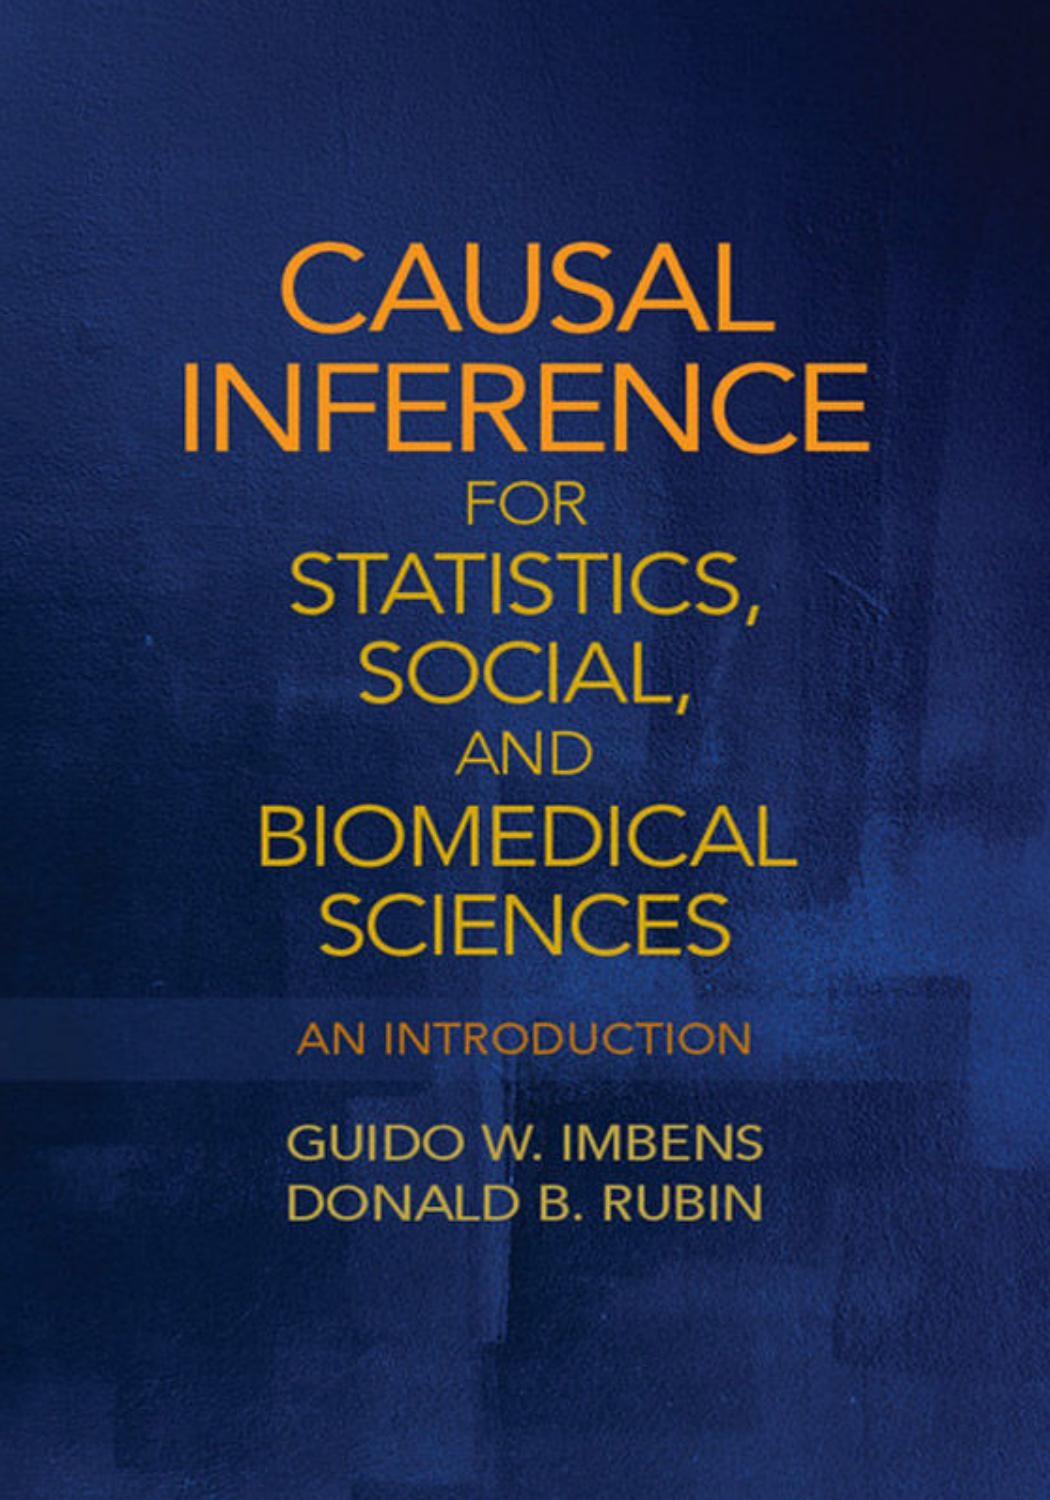 CAUSAL
INFERENCE
FOR
STATISTICS,
SOCIAL,
AND
BIOMEDICAL
SCIENCES
AN INTRODUCTION
GUIDO W. IMBENS
DONALD B. RUBIN